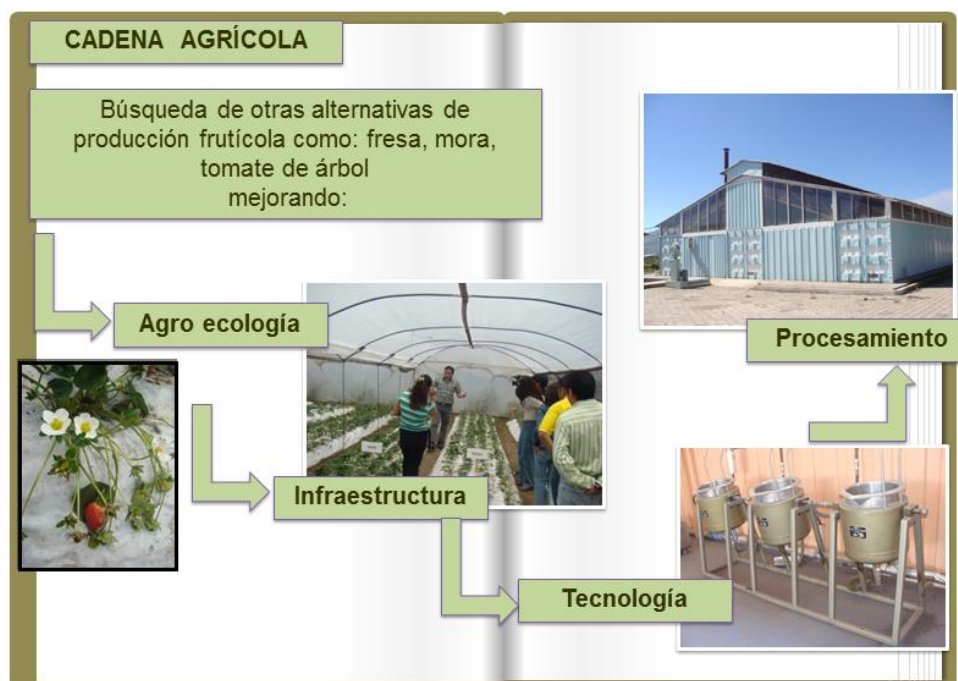 CADENA AGRÍCOLA
Búsqueda de otras alternativas de
producción frutícola como: fresa, mora,
tomate de árbol
mejorando:
Agro ecología
Infraestructura
Tecnología
Procesamiento